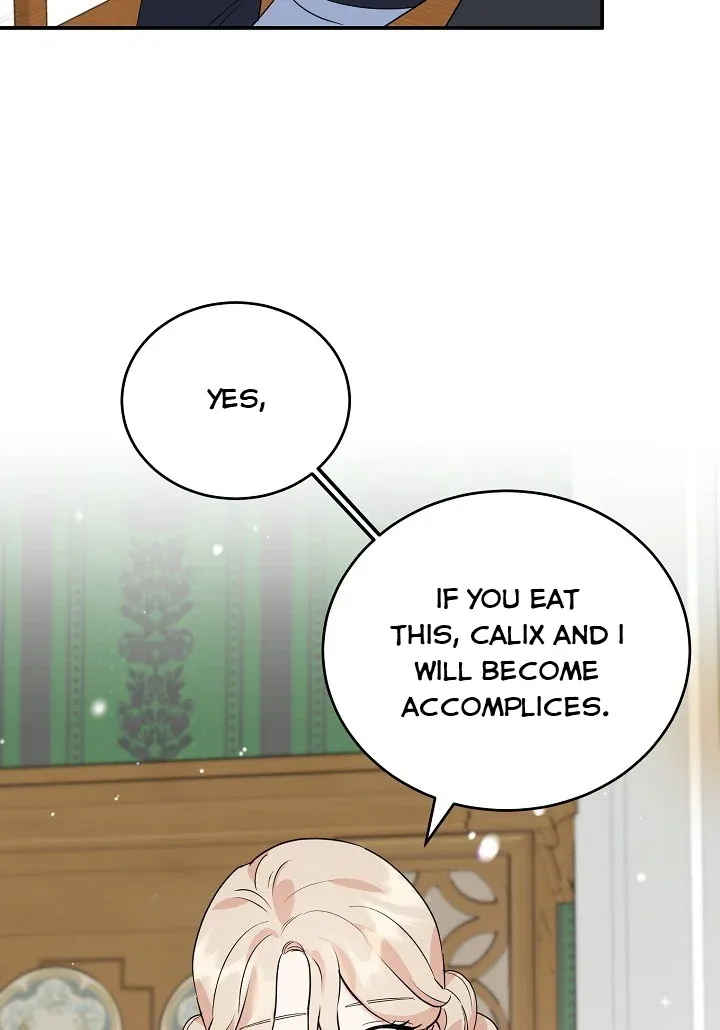 YES,
IF YOU EAT
THIS, CALIX AND I
WILL BECOME
ACCOMPLICES.